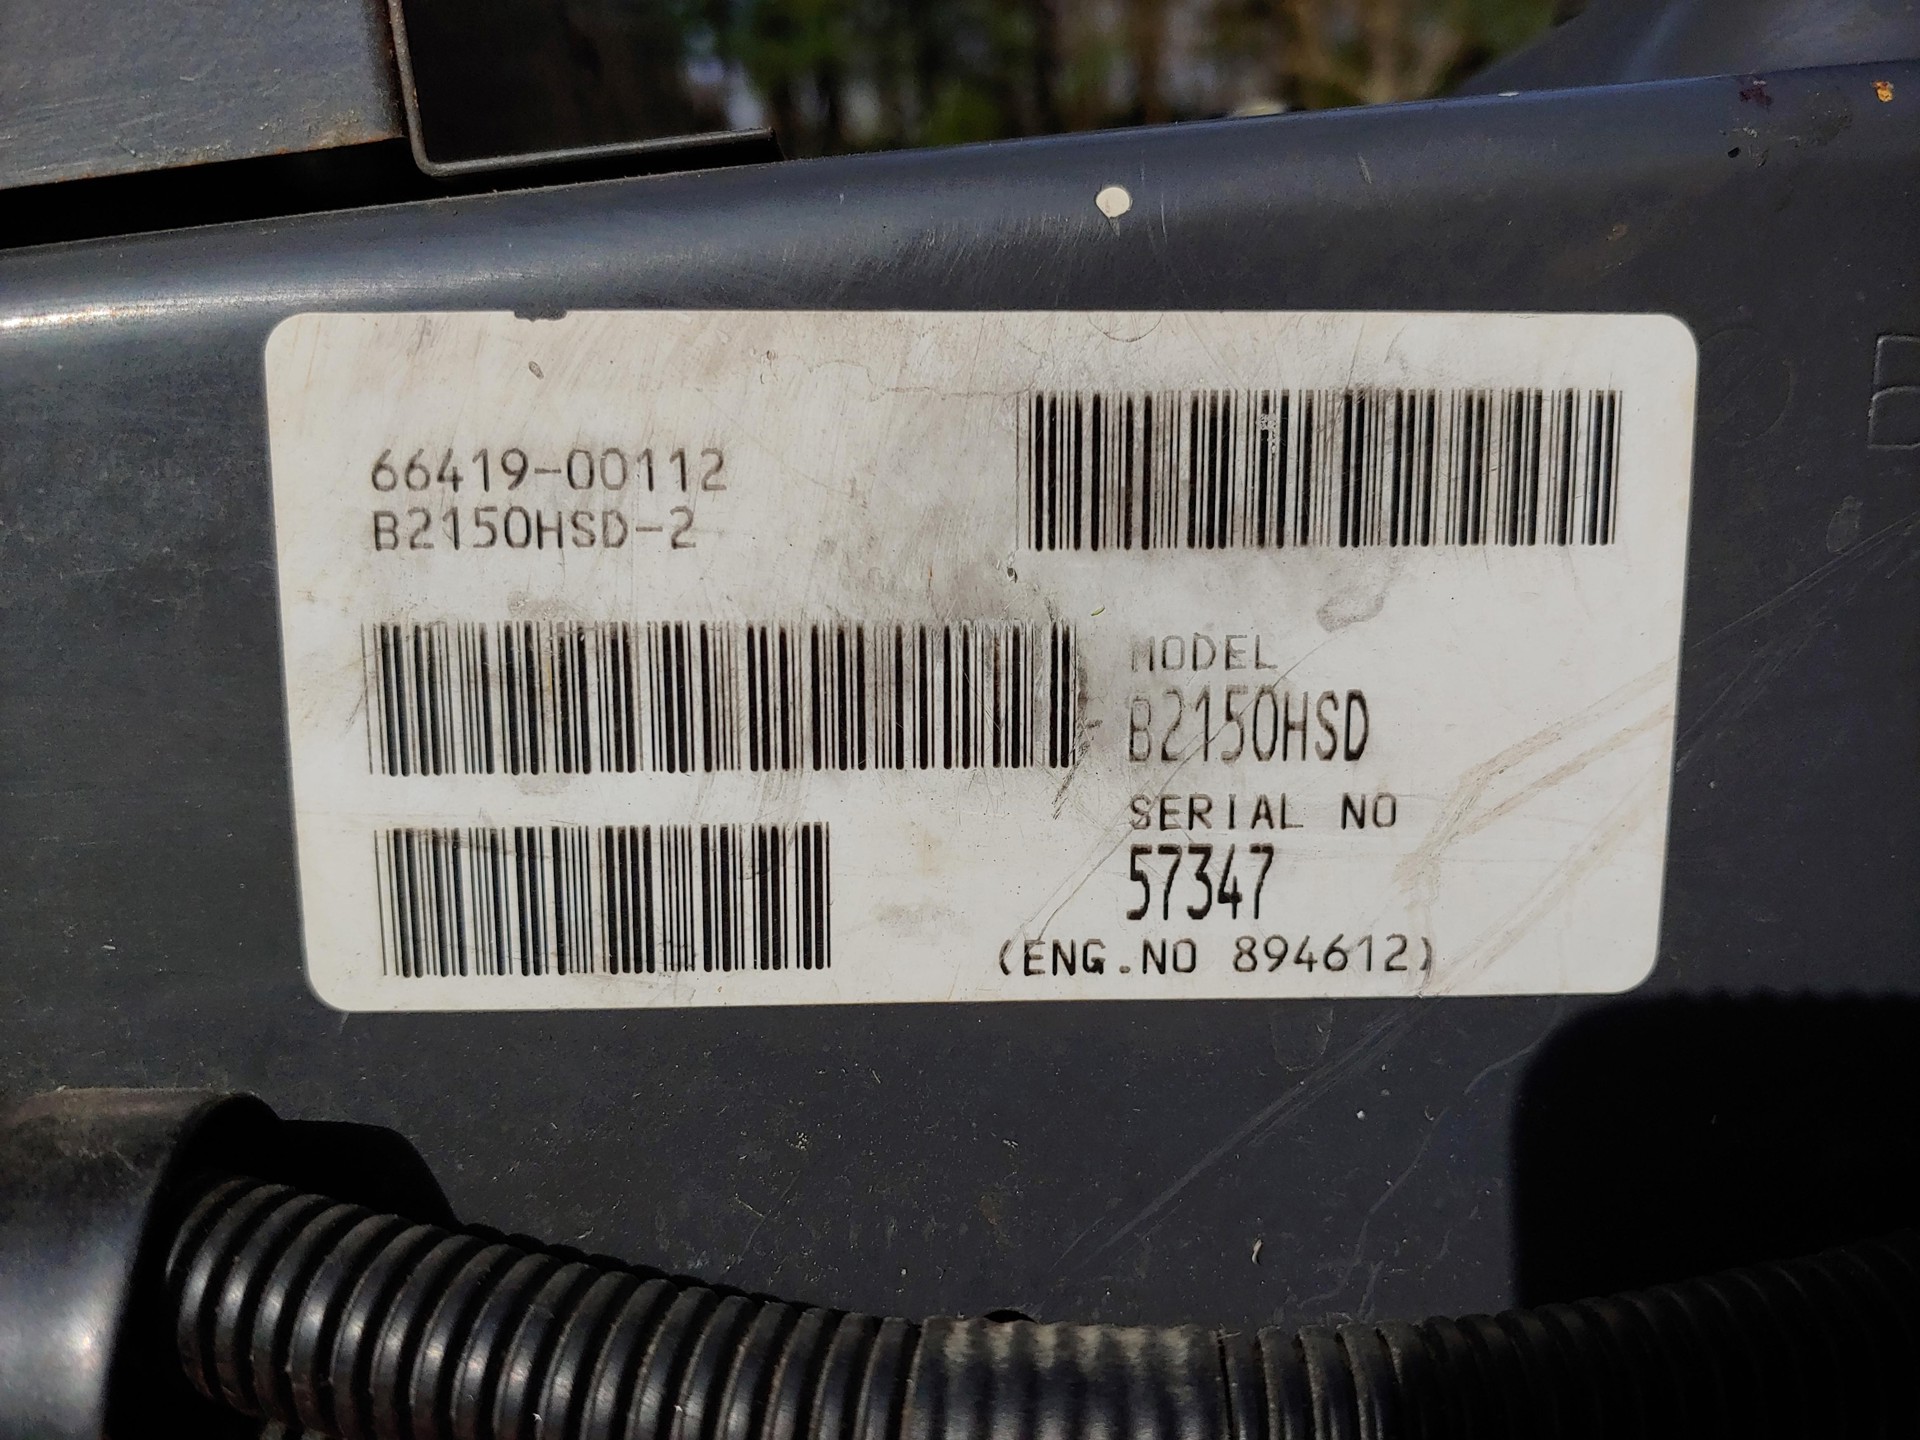 66419-00112
B2150HSD-2
MODEL
B2150HSD
SERIAL NO
57347
(ENG.NO 894612)